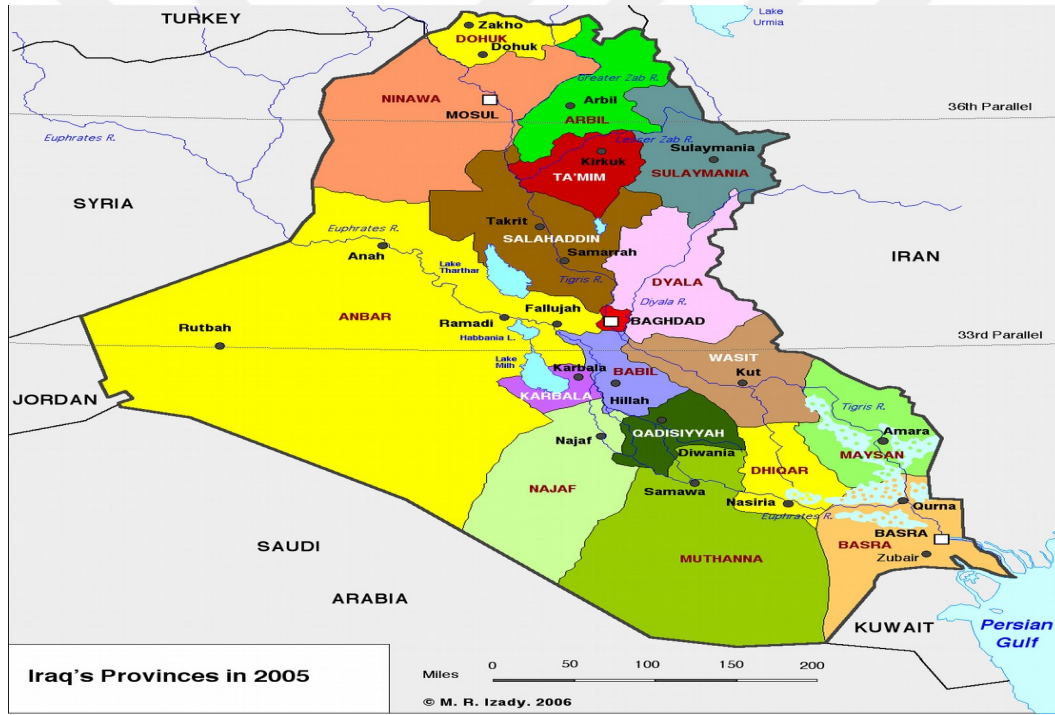 TURKEY
Lake
Urmia
Zakho
DOHUK
Dohuk
Greater Zab R.
NINAWA
Arbil
MOSUL
36th Parallel
ARBIL
Euphrates R.
Lesser Zab R.
Sulaymania
Kirkuk
TA'MIM
SULAYMANIA
SYRIA
Takrit
Euphrates R.
SALAHADDIN
Anah
Samarrah
IRAN
Lake
Tharthar
Tigris R.
DYALA
Diyala R.
Fallujah
ANBAR
Ramadi
BAGHDAD
Rutbah
Habbania L.
33rd Parallel
WASIT
Lake
Milh
Karbala
BABIL
Kut
KARBALA
Hillah
JORDAN
Tigris R.
QADISIYYAH
Amara
Najaf
Diwania
MAYSAN
DHIQAR
NAJAF
Samawa
Nasiria
Qurna
Euphrates R.
BASRA
SAUDI
BASRA
MUTHANNA
Zubair
ARABIA
KUWAIT
Persian
Gulf
Iraq's Provinces in 2005
0 50 100 150 200
Miles
© M. R. Izady. 2006